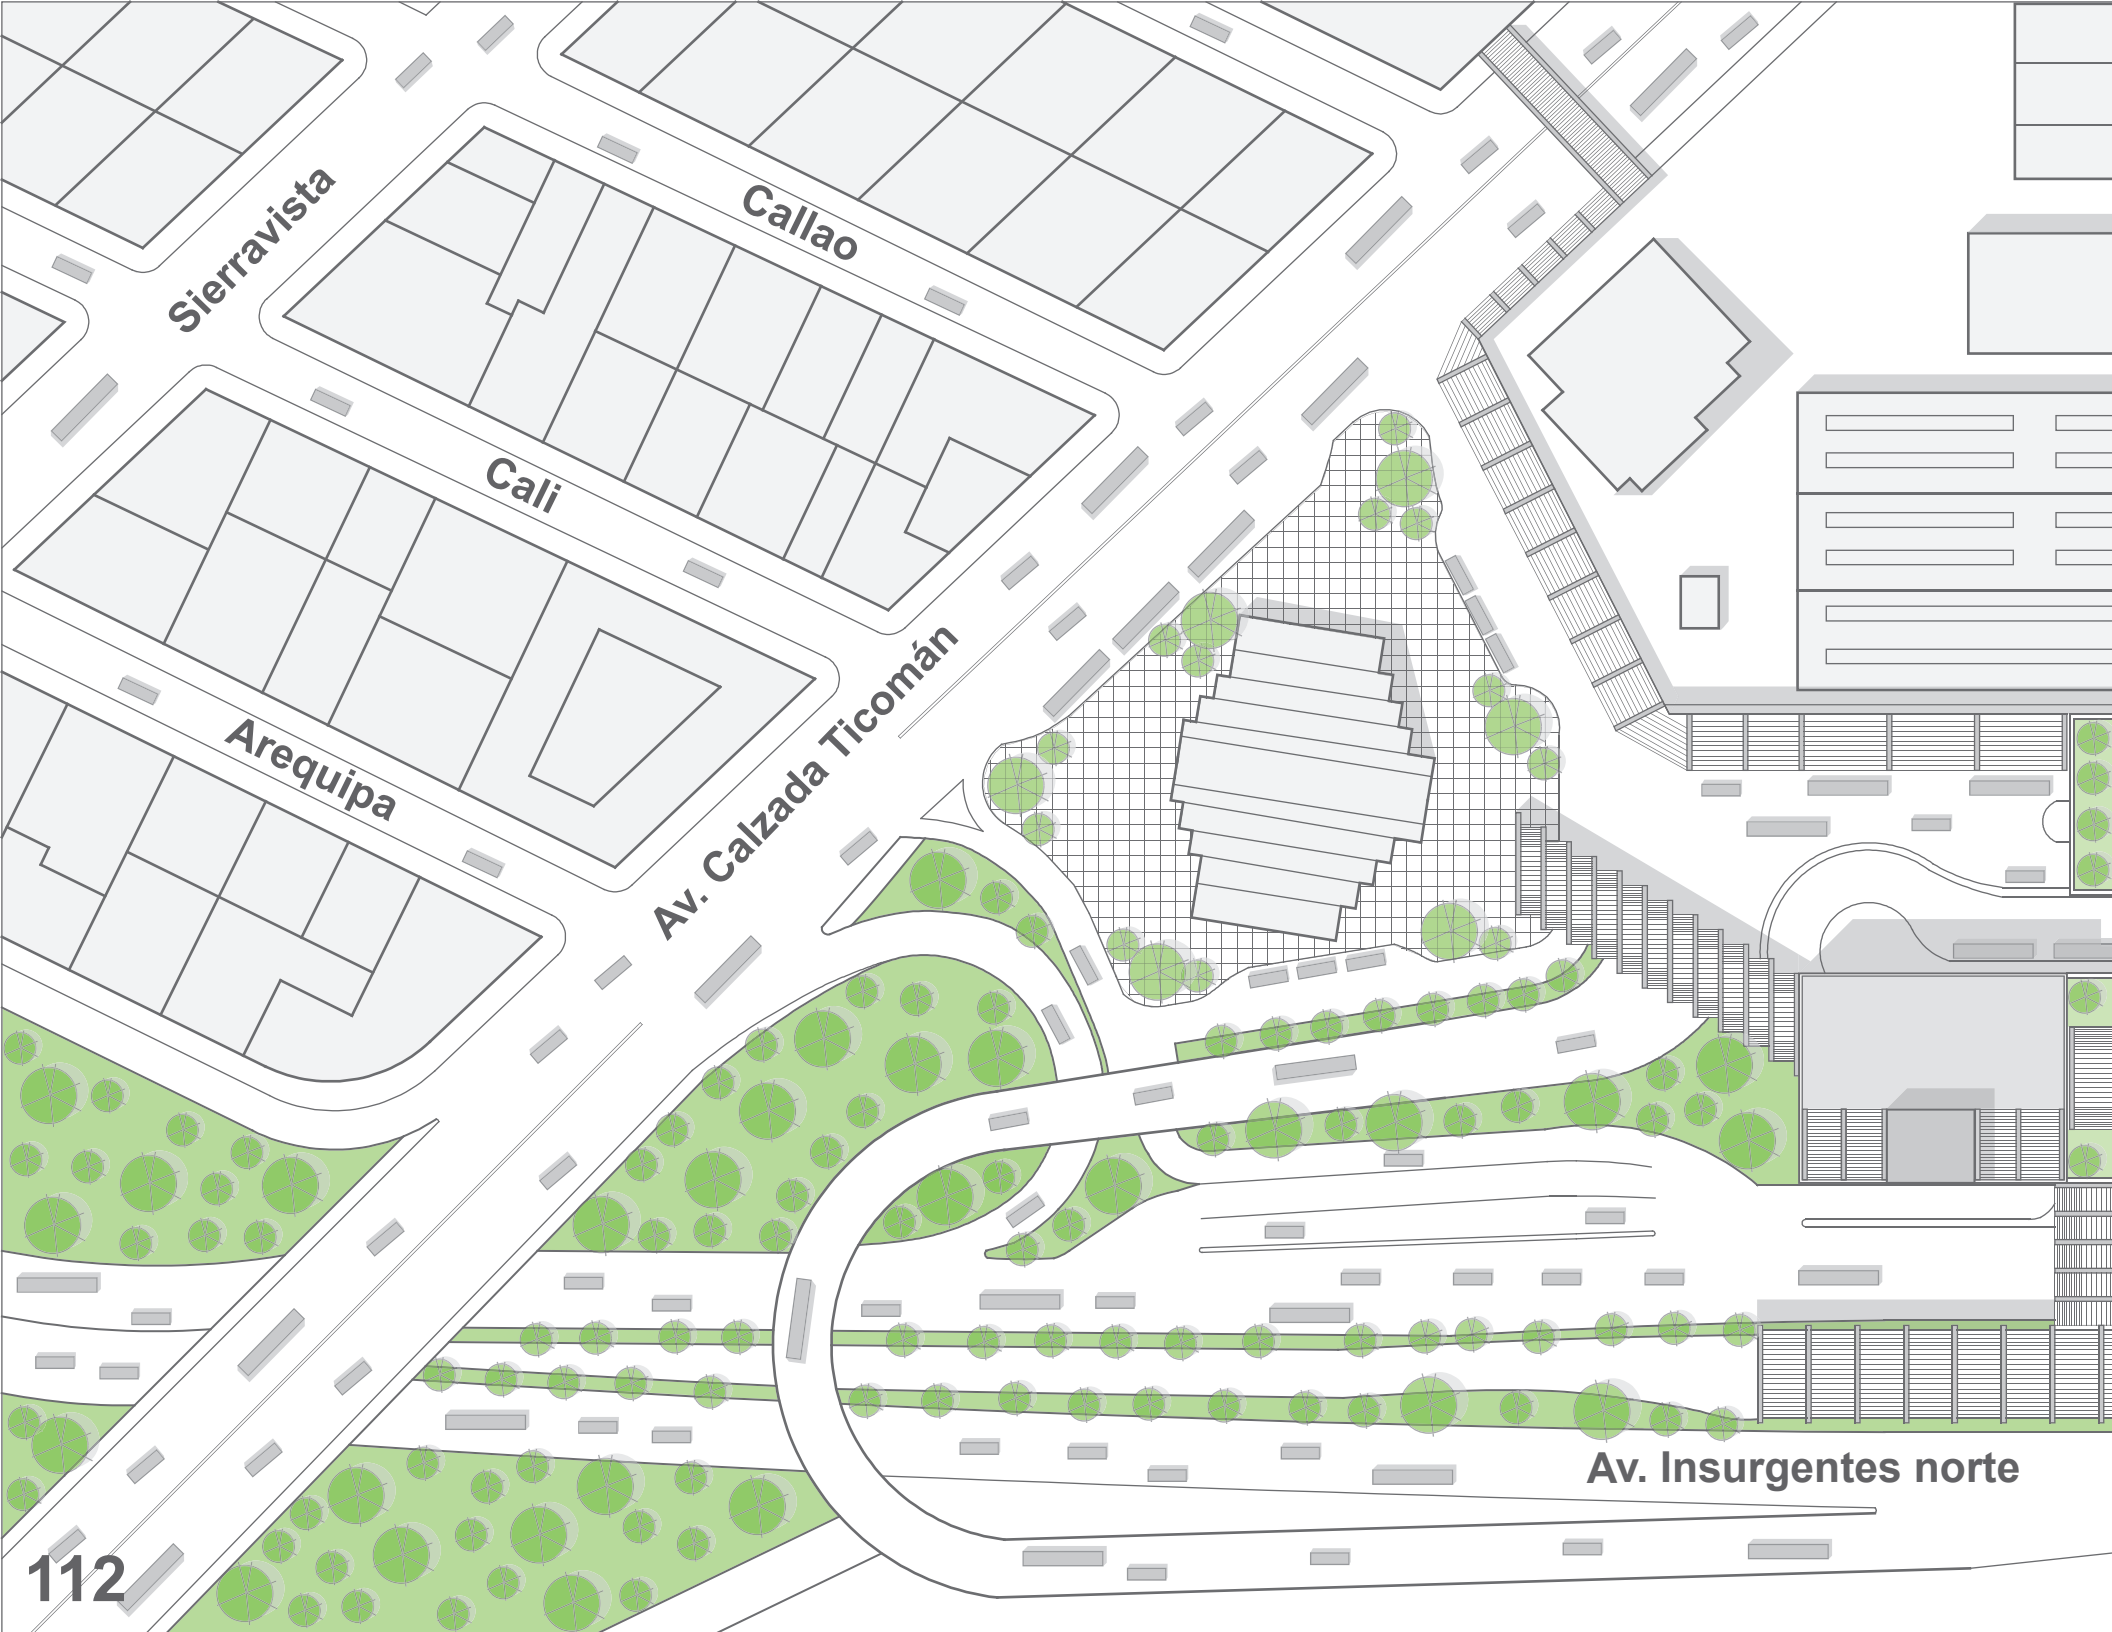 Sierravista
Callao
Cali
Arequipa
Av. Calzada Ticomán
Av. Insurgentes norte
112